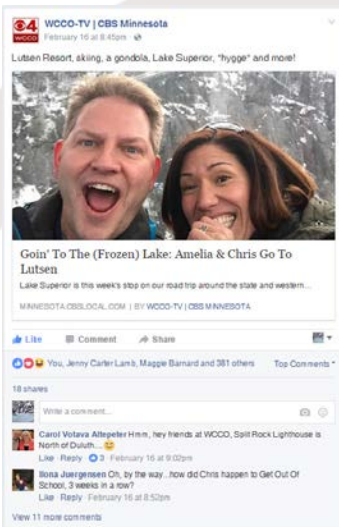 4
WCCO
WCCO-TV | CBS Minnesota
February 16 at 8:45pm
Lutsen Resort, skiing, a gondola, Lake Superior, "hygge" and more!
Goin' To The (Frozen) Lake: Amelia & Chris Go To
Lutsen
Lake Superior is this week's stop on our road trip around the state and western...
MINNESOTA.CBSLOCAL.COM | BY WCCO-TV | CBS MINNESOTA
Like Comment Share
You, Jenny Carter Lamb, Maggie Barnard and 381 others Top Comments
18 shares
Write a comment...
Carol Votava Altepeter Hmm, hey friends at WCCO, Split Rock Lighthouse is
North of Duluth...
Like · Reply · 3 · February 16 at 9:02pm
Ilona Juergensen Oh, by the way...how did Chris happen to Get Out Of
School, 3 weeks in a row?
Like · Reply · February 16 at 8:52pm
View 11 more comments